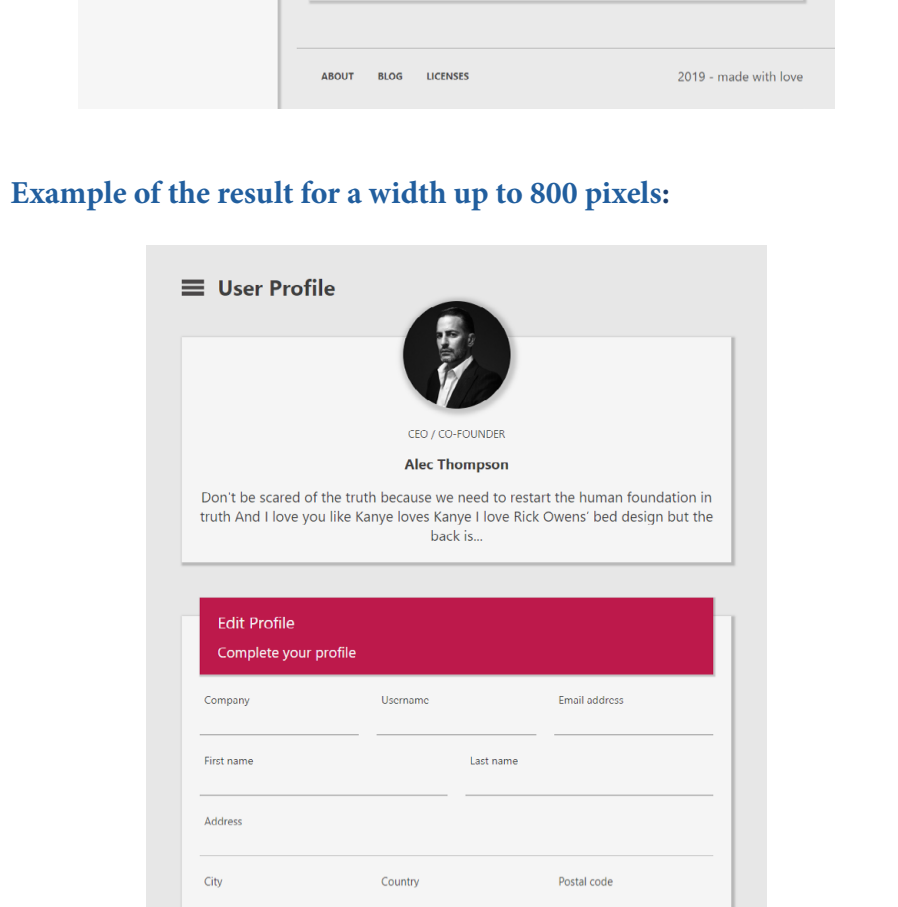 ABOUT BLOG LICENSES 2019 - made with love
Example of the result for a width up to 800 pixels:
User Profile
CEO / CO-FOUNDER
Alec Thompson
Don't be scared of the truth because we need to restart the human foundation in
truth And I love you like Kanye loves Kanye I love Rick Owens' bed design but the
back is...
Edit Profile
Complete your profile
Company Username Email address
First name Last name
Address
City Country Postal code